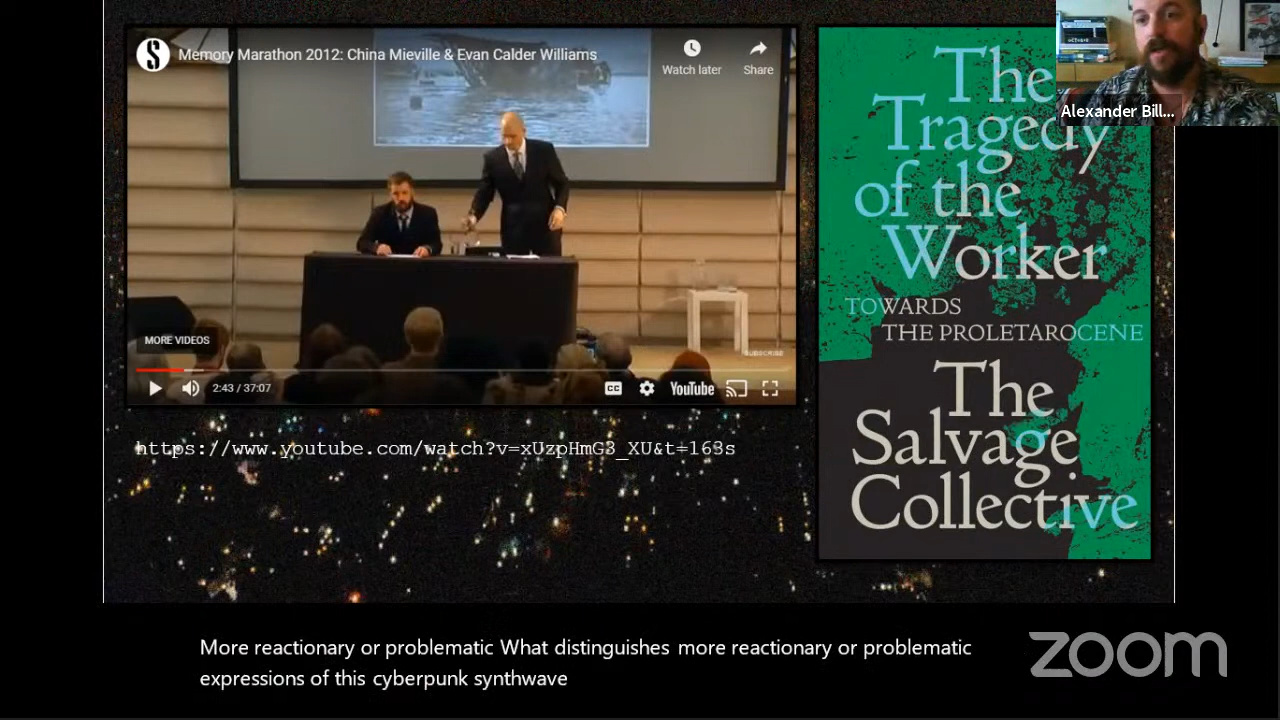 Memory Marathon 2012: China Mieville & Evan Calder Williams
Watch later
Share
MORE VIDEOS
SUBSCRIBE
2:43 / 37:07
CC
YouTube
https://www.youtube.com/watch?v=xUzpHmG3_XU&t=163s
The
Tragedy
of the
Worker
TOWARDS
THE PROLETAROCENE
The
Salvage
Collective
Alexander Bill...
More reactionary or problematic What distinguishes more reactionary or problematic
expressions of this cyberpunk synthwave
zoom